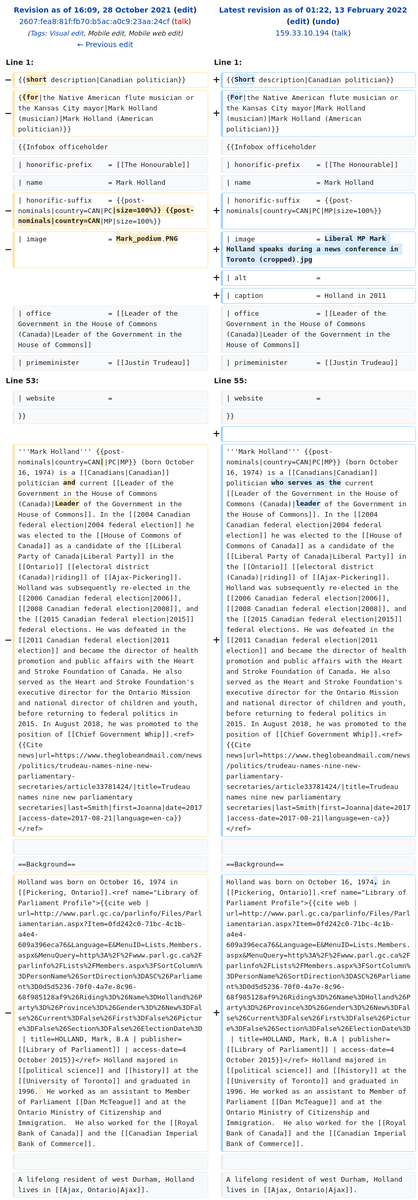 Revision as of 16:09, 28 October 2021 (edit)
2607:fea8:81f:fb70:b5ac:a0c9:23aa:24cf (talk)
(Tags: Visual edit, Mobile edit, Mobile web edit)
← Previous edit
Latest revision as of 01:22, 13 February 2022
(edit) (undo)
159.33.10.194 (talk)
Line 1:
Line 1:
− {{short description|Canadian politician}}
+ {{Short description|Canadian politician}}
− {{for|the Native American flute musician or
the Kansas City mayor|Mark Holland
(musician)|Mark Holland (American
politician)}}
+ {{For|the Native American flute musician or
the Kansas City mayor|Mark Holland
(musician)|Mark Holland (American
politician)}}
{{Infobox officeholder
{{Infobox officeholder
| honorific-prefix = [[The Honourable]]
| honorific-prefix = [[The Honourable]]
| name = Mark Holland
| name = Mark Holland
− | honorific-suffix = {{post-
nominals|country=CAN|PC|size=100%}} {{post-
nominals|country=CAN|MP|size=100%}}
+ | honorific-suffix = {{post-
nominals|country=CAN|PC|MP|size=100%}}
− | image = Mark_podium.PNG
+ | image = Liberal MP Mark
Holland speaks during a news conference in
Toronto (cropped).jpg
+ | alt =
+ | caption = Holland in 2011
| office = [[Leader of the
Government in the House of Commons
(Canada)|Leader of the Government in the
House of Commons]]
| office = [[Leader of the
Government in the House of Commons
(Canada)|Leader of the Government in the
House of Commons]]
| primeminister = [[Justin Trudeau]]
| primeminister = [[Justin Trudeau]]
Line 53:
Line 55:
| website =
| website =
}}
}}
+
− '''Mark Holland''' {{post-
nominals|country=CAN||PC|MP}} (born October
16, 1974) is a [[Canadians|Canadian]]
politician and current [[Leader of the
Government in the House of Commons
(Canada)|Leader of the Government in the
House of Commons]]. In the [[2004 Canadian
federal election|2004 federal election]] he
was elected to the [[House of Commons of
Canada]] as a candidate of the [[Liberal
Party of Canada|Liberal Party]] in the
[[Ontario]] [[electoral district
(Canada)|riding]] of [[Ajax-Pickering]].
Holland was subsequently re-elected in the
[[2006 Canadian federal election|2006]],
[[2008 Canadian federal election|2008]], and
the [[2015 Canadian federal election|2015]]
federal elections. He was defeated in the
[[2011 Canadian federal election|2011
election]] and became the director of health
promotion and public affairs with the Heart
and Stroke Foundation of Canada. He also
served as the Heart and Stroke Foundation's
executive director for the Ontario Mission
and national director of children and youth,
before returning to federal politics in
2015. In August 2018, he was promoted to the
position of [[Chief Government Whip]].<ref>
{{Cite
news|url=https://www.theglobeandmail.com/news
/politics/trudeau-names-nine-new-
parliamentary-
secretaries/article33781424/|title=Trudeau
names nine new parliamentary
secretaries|last=Smith|first=Joanna|date=2017
|access-date=2017-08-21|language=en-ca}}
</ref>
+ '''Mark Holland''' {{post-
nominals|country=CAN|PC|MP}} (born October
16, 1974) is a [[Canadians|Canadian]]
politician who serves as the current
[[Leader of the Government in the House of
Commons (Canada)|leader of the Government in
the House of Commons]]. In the [[2004
Canadian federal election|2004 federal
election]] he was elected to the [[House of
Commons of Canada]] as a candidate of the
[[Liberal Party of Canada|Liberal Party]] in
the [[Ontario]] [[electoral district
(Canada)|riding]] of [[Ajax-Pickering]].
Holland was subsequently re-elected in the
[[2006 Canadian federal election|2006]],
[[2008 Canadian federal election|2008]], and
the [[2015 Canadian federal election|2015]]
federal elections. He was defeated in the
[[2011 Canadian federal election|2011
election]] and became the director of health
promotion and public affairs with the Heart
and Stroke Foundation of Canada. He also
served as the Heart and Stroke Foundation's
executive director for the Ontario Mission
and national director of children and youth,
before returning to federal politics in
2015. In August 2018, he was promoted to the
position of [[Chief Government Whip]].<ref>
{{Cite
news|url=https://www.theglobeandmail.com/news
/politics/trudeau-names-nine-new-
parliamentary-
secretaries/article33781424/|title=Trudeau
names nine new parliamentary
secretaries|last=Smith|first=Joanna|date=2017
|access-date=2017-08-21|language=en-ca}}
</ref>
==Background==
==Background==
− Holland was born on October 16, 1974 in
[[Pickering, Ontario]].<ref name="Library of
Parliament Profile">{{cite web |
url=http://www.parl.gc.ca/parlinfo/Files/Parl
iamentarian.aspx?Item=0fd242c0-71bc-4c1b-
a4e4-
609a396eca76&Language=E&MenuID=Lists.Members.
aspx&MenuQuery=http%3A%2F%2Fwww.parl.gc.ca%2F
parlinfo%2FLists%2FMembers.aspx%3FSortColumn%
3DPersonName%26SortDirection%3DASC%26Parliame
nt%3D0d5d5236-70f0-4a7e-8c96-
68f985128af9%26Riding%3D%26Name%3DHolland%26P
arty%3D%26Province%3D%26Gender%3D%26New%3DFal
se%26Current%3DFalse%26First%3DFalse%26Pictur
e%3DFalse%26Section%3DFalse%26ElectionDate%3D
| title=HOLLAND, Mark, B.A | publisher=
[[Library of Parliament]] | access-date=4
October 2015}}</ref> Holland majored in
[[political science]] and [[history]] at the
[[University of Toronto]] and graduated in
1996. He worked as an assistant to Member
of Parliament [[Dan McTeague]] and at the
Ontario Ministry of Citizenship and
Immigration. He also worked for the [[Royal
Bank of Canada]] and the [[Canadian Imperial
Bank of Commerce]].
+ Holland was born on October 16, 1974, in
[[Pickering, Ontario]].<ref name="Library of
Parliament Profile">{{cite web |
url=http://www.parl.gc.ca/parlinfo/Files/Parl
iamentarian.aspx?Item=0fd242c0-71bc-4c1b-
a4e4-
609a396eca76&Language=E&MenuID=Lists.Members.
aspx&MenuQuery=http%3A%2F%2Fwww.parl.gc.ca%2F
parlinfo%2FLists%2FMembers.aspx%3FSortColumn%
3DPersonName%26SortDirection%3DASC%26Parliame
nt%3D0d5d5236-70f0-4a7e-8c96-
68f985128af9%26Riding%3D%26Name%3DHolland%26P
arty%3D%26Province%3D%26Gender%3D%26New%3DFal
se%26Current%3DFalse%26First%3DFalse%26Pictur
e%3DFalse%26Section%3DFalse%26ElectionDate%3D
| title=HOLLAND, Mark, B.A | publisher=
[[Library of Parliament]] | access-date=4
October 2015}}</ref> Holland majored in
[[political science]] and [[history]] at the
[[University of Toronto]] and graduated in
1996. He worked as an assistant to Member of
Parliament [[Dan McTeague]] and at the
Ontario Ministry of Citizenship and
Immigration. He also worked for the [[Royal
Bank of Canada]] and the [[Canadian Imperial
Bank of Commerce]].
A lifelong resident of west Durham, Holland
lives in [[Ajax, Ontario|Ajax]].
A lifelong resident of west Durham, Holland
lives in [[Ajax, Ontario|Ajax]].